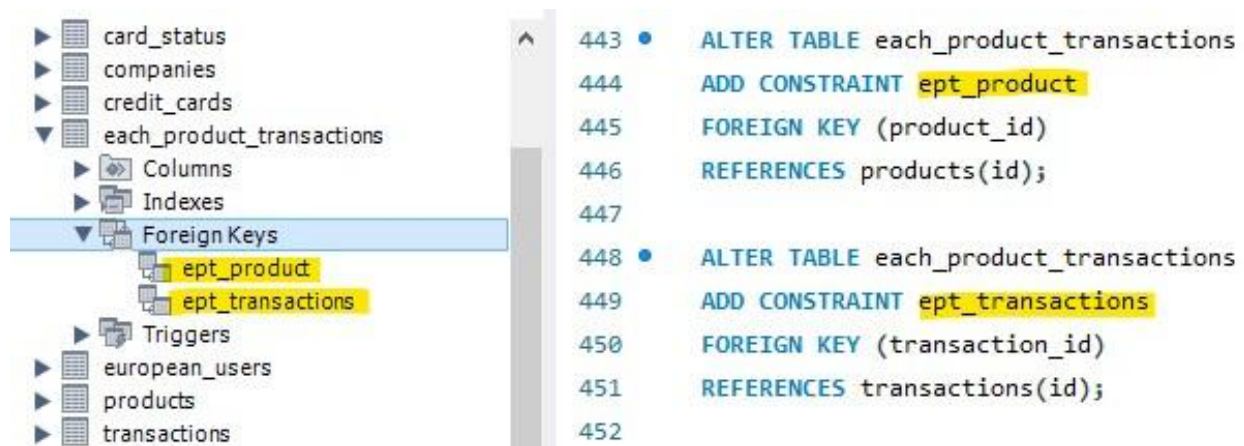 card_status
companies
credit_cards
each_product_transactions
Columns
Indexes
Foreign Keys
ept_product
ept_transactions
Triggers
european_users
products
transactions
443 ALTER TABLE each_product_transactions
444 ADD CONSTRAINT ept_product
445 FOREIGN KEY (product_id)
446 REFERENCES products(id);
447
448 ALTER TABLE each_product_transactions
449 ADD CONSTRAINT ept_transactions
450 FOREIGN KEY (transaction_id)
451 REFERENCES transactions(id);
452